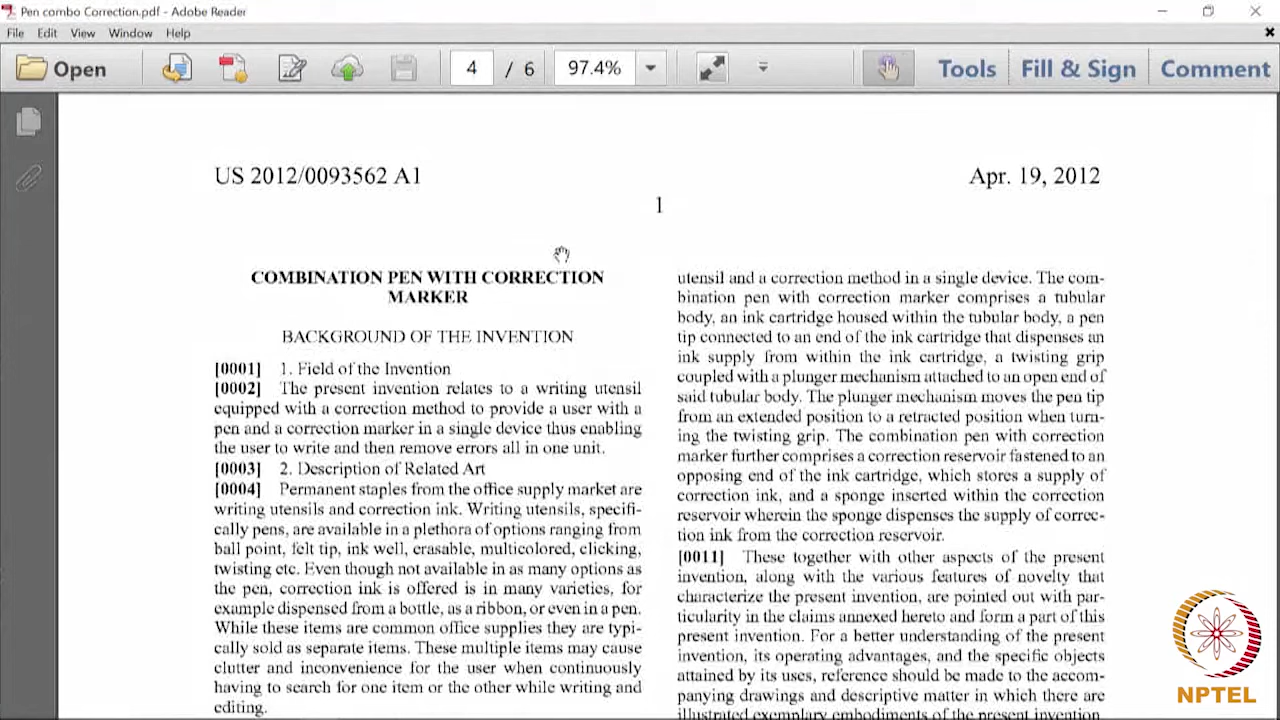 Pen combo Correction.pdf - Adobe Reader
File Edit View Window Help
Open 4 / 6 97.4% Tools Fill & Sign Comment
US 2012/0093562 A1
Apr. 19, 2012
1
COMBINATION PEN WITH CORRECTION
MARKER
BACKGROUND OF THE INVENTION
[0001] 1. Field of the Invention
[0002] The present invention relates to a writing utensil
equipped with a correction method to provide a user with a
pen and a correction marker in a single device thus enabling
the user to write and then remove errors all in one unit.
[0003] 2. Description of Related Art
[0004] Permanent staples from the office supply market are
writing utensils and correction ink. Writing utensils, specifi-
cally pens, are available in a plethora of options ranging from
ball point, felt tip, ink well, erasable, multicolored, clicking,
twisting etc. Even though not available in as many options as
the pen, correction ink is offered is in many varieties, for
example dispensed from a bottle, as a ribbon, or even in a pen.
While these items are common office supplies they are typi-
cally sold as separate items. These multiple items may cause
clutter and inconvenience for the user when continuously
having to search for one item or the other while writing and
editing.
utensil and a correction method in a single device. The com-
bination pen with correction marker comprises a tubular
body, an ink cartridge housed within the tubular body, a pen
tip connected to an end of the ink cartridge that dispenses an
ink supply from within the ink cartridge, a twisting grip
coupled with a plunger mechanism attached to an open end of
said tubular body. The plunger mechanism moves the pen tip
from an extended position to a retracted position when turn-
ing the twisting grip. The combination pen with correction
marker further comprises a correction reservoir fastened to an
opposing end of the ink cartridge, which stores a supply of
correction ink, and a sponge inserted within the correction
reservoir wherein the sponge dispenses the supply of correc-
tion ink from the correction reservoir.
[0011] These together with other aspects of the present
invention, along with the various features of novelty that
characterize the present invention, are pointed out with par-
ticularity in the claims annexed hereto and form a part of this
present invention. For a better understanding of the present
invention, its operating advantages, and the specific objects
attained by its uses, reference should be made to the accom-
panying drawings and descriptive matter in which there are
illustrated exemplary embodiments of the present invention
NPTEL